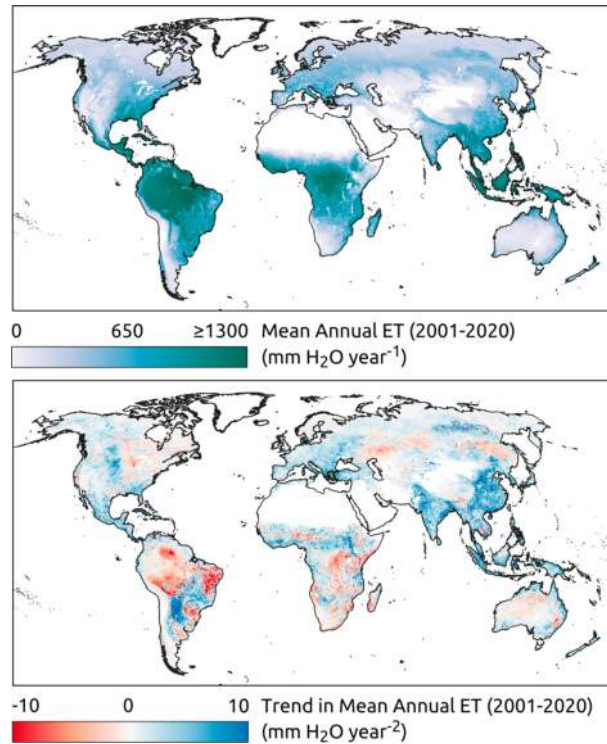 0 650 ≥1300 Mean Annual ET (2001-2020)
(mm H₂O year⁻¹)
-10 0 10 Trend in Mean Annual ET (2001-2020)
(mm H₂O year⁻²)